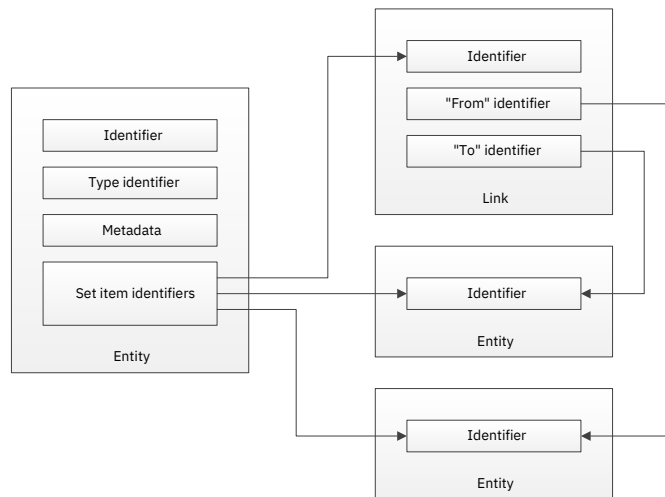 Identifier
Type identifier
Metadata
Set item identifiers
Entity
Identifier
"From" identifier
"To" identifier
Link
Identifier
Entity
Identifier
Entity